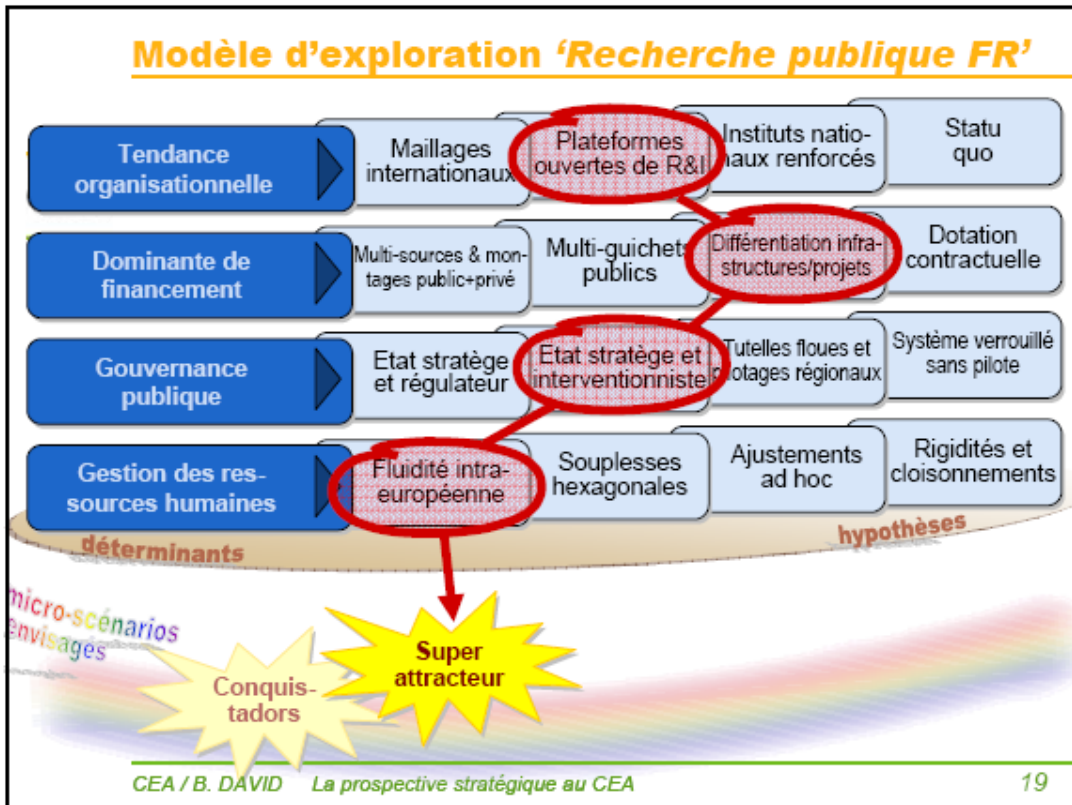 Modèle d'exploration 'Recherche publique FR'
Tendance
organisationnelle
Maillages
internationaux
Plateformes
ouvertes de R&I
Instituts natio-
naux renforcés
Statu
quo
Dominante de
financement
Multi-sources & mon-
tages public+privé
Multi-guichets
publics
Différentiation infra-
structures/projets
Dotation
contractuelle
Gouvernance
publique
Etat stratège
et régulateur
Etat stratège et
interventionniste
Tutelles floues et
pilotages régionaux
Système verrouillé
sans pilote
Gestion des res-
sources humaines
Fluidité intra-
européenne
Souplesses
hexagonales
Ajustements
ad hoc
Rigidités et
cloisonnements
déterminants
hypothèses
micro-scénarios
envisagés
Super
attracteur
Conquis-
tadors
CEA / B. DAVID La prospective stratégique au CEA 19